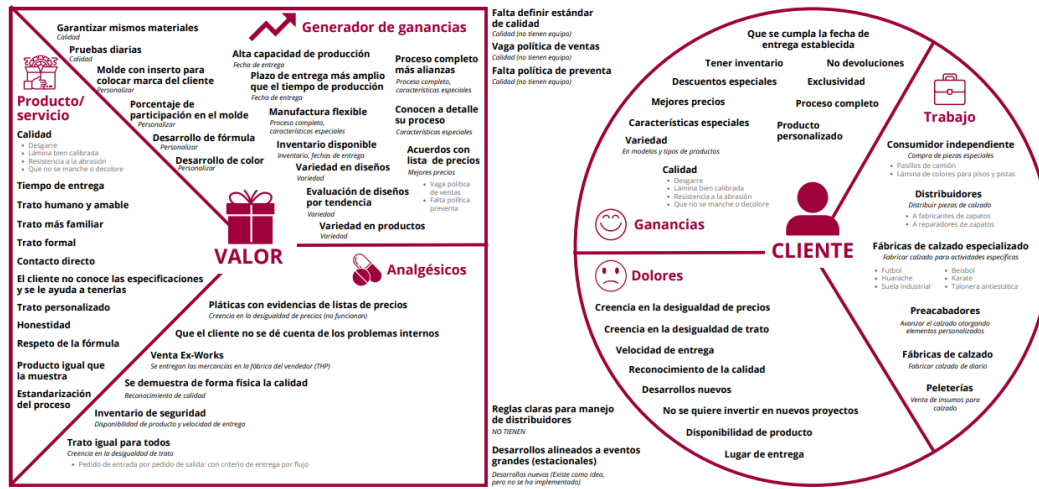 Garantizar mismos materiales
Calidad
Pruebas diarias
Calidad
Molde con inserto para
colocar marca del cliente
Personalizar
Porcentaje de
participación en el molde
Personalizar
Desarrollo de fórmula
Personalizar
Desarrollo de color
Personalizar
Producto/
servicio
Calidad
Desgarre
Lámina bien calibrada
Resistencia a la abrasión
Que no se manche o decolore
Tiempo de entrega
Trato humano y amable
Trato más familiar
Trato formal
Contacto directo
El cliente no conoce las especificaciones
y se le ayuda a tenerlas
Trato personalizado
Honestidad
Respeto de la fórmula
Producto igual que
la muestra
Estandarización
del proceso
VALOR
Generador de ganancias
Alta capacidad de producción
Fecha de entrega
Plazo de entrega más amplio
que el tiempo de producción
Fecha de entrega
Manufactura flexible
Proceso completo,
características especiales
Inventario disponible
Inventario, fechas de entrega
Variedad en diseños
Variedad
Evaluación de diseños
por tendencia
Variedad
Variedad en productos
Variedad
Proceso completo
más alianzas
Proceso completo,
características especiales
Conocen a detalle
su proceso
Características especiales
Acuerdos con
lista de precios
Mejores precios
Vaga política
de ventas
Falta política
preventa
Analgésicos
Pláticas con evidencias de listas de precios
Creencia en la desigualdad de precios (no funcionan)
Que el cliente no se dé cuenta de los problemas internos
Venta Ex-Works
Se entregan las mercancías en la fábrica del vendedor (THP)
Se demuestra de forma física la calidad
Reconocimiento de calidad
Inventario de seguridad
Disponibilidad de producto y velocidad de entrega
Trato igual para todos
Creencia en la desigualdad de trato
Pedido de entrada por pedido de salida: con criterio de entrega por flujo
Falta definir estándar
de calidad
Calidad (no tienen equipo)
Vaga política de ventas
Calidad (no tienen equipo)
Falta política de preventa
Calidad (no tienen equipo)
Reglas claras para manejo
de distribuidores
NO TIENEN
Desarrollos alineados a eventos
grandes (estacionales)
Desarrollos nuevos (Existe como idea,
pero no se ha implementado)
Que se cumpla la fecha de
entrega establecida
Tener inventario
No devoluciones
Descuentos especiales
Exclusividad
Mejores precios
Proceso completo
Características especiales
Producto
personalizado
Variedad
En modelos y tipos de productos
Calidad
Desgarre
Lámina bien calibrada
Resistencia a la abrasión
Que no se manche o decolore
Ganancias
CLIENTE
Dolores
Creencia en la desigualdad de precios
Creencia en la desigualdad de trato
Velocidad de entrega
Reconocimiento de la calidad
Desarrollos nuevos
No se quiere invertir en nuevos proyectos
Disponibilidad de producto
Lugar de entrega
Trabajo
Consumidor independiente
Compra de piezas especiales
Pasillos de camión
Lámina de colores para pisos y pistas
Distribuidores
Distribuir piezas de calzado
A fabricantes de zapatos
A reparadores de zapatos
Fábricas de calzado especializado
Fabricar calzado para actividades específicas
Futbol
Huarache
Suela industrial
Beisbol
Karate
Talonera antiestática
Preacabadores
Avanzar el calzado otorgando
elementos personalizados
Fábricas de calzado
Fabricar calzado de diario
Peleterías
Venta de insumos para
calzado